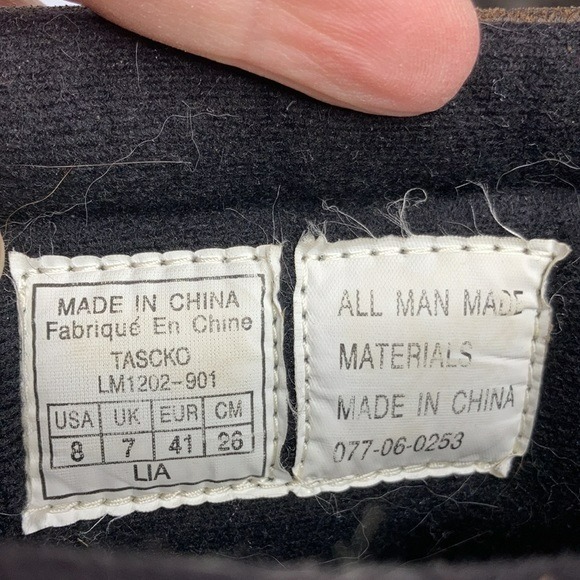 MADE IN CHINA
Fabriqué En Chine
TASCKO
LM1202-901
USA UK EUR CM
8 7 41 26
LIA
ALL MAN MADE
MATERIALS
MADE IN CHINA
077-06-0253